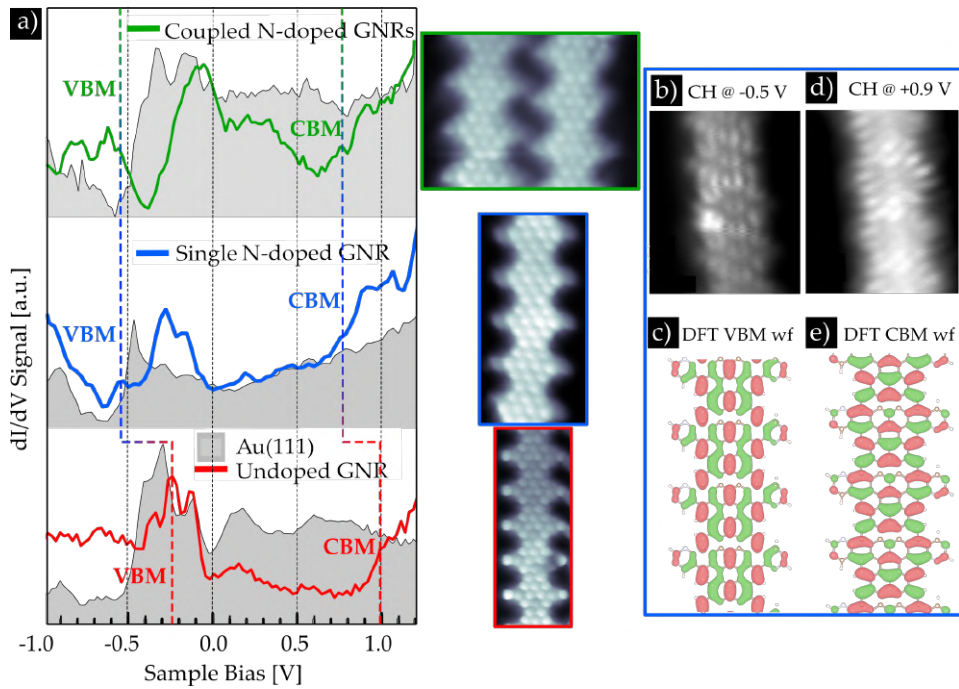 a)
Coupled N-doped GNRs
VBM
CBM
Single N-doped GNR
VBM
CBM
Au(111)
Undoped GNR
VBM
CBM
dI/dV Signal [a.u.]
-1.0 -0.5 0.0 0.5 1.0
Sample Bias [V]
b) CH @ -0.5 V
d) CH @ +0.9 V
c) DFT VBM wf
e) DFT CBM wf